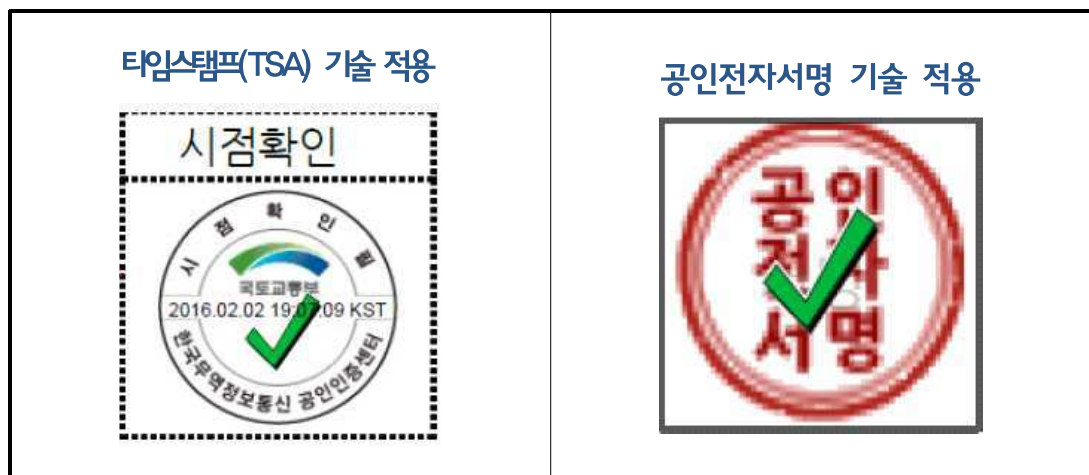 타임스탬프(TSA) 기술 적용
시점확인
시 점 확 인 필
국토교통부
2016.02.02 19:07:09 KST
한국무역정보통신 공인인증센터
공인전자서명 기술 적용
공인
전자
서명